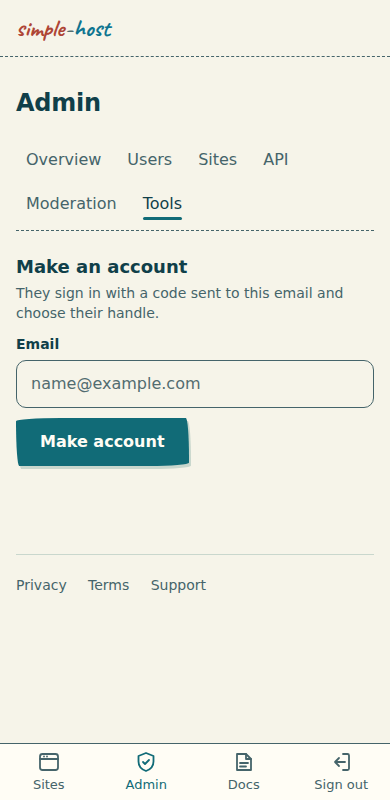 simple-host
Admin
Overview Users Sites API
Moderation Tools
Make an account
They sign in with a code sent to this email and
choose their handle.
Email
name@example.com
Make account
Privacy Terms Support
Sites Admin Docs Sign out